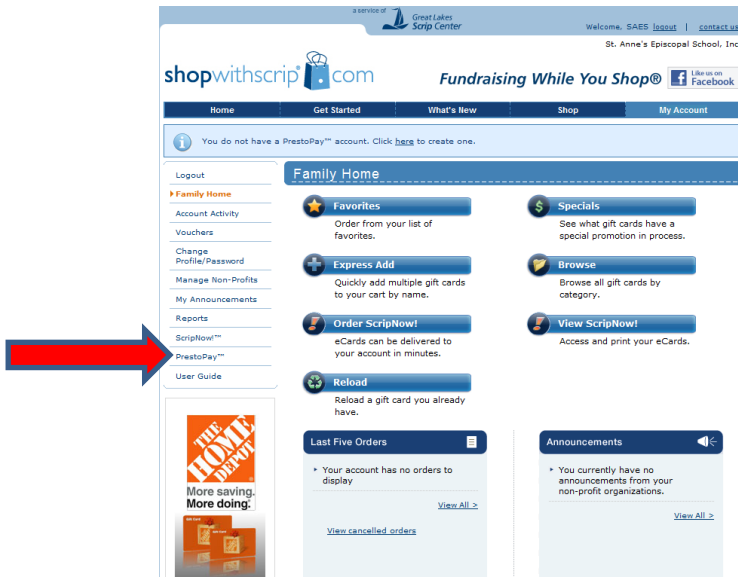 a service of
Great Lakes
Scrip Center
Welcome, SAES logout | contact us
St. Anne's Episcopal School, Inc
shopwithscrip.com
Fundraising While You Shop®
Like us on
Facebook
Home Get Started What's New Shop My Account
You do not have a PrestoPay™ account. Click here to create one.
Logout
Family Home
Account Activity
Vouchers
Change
Profile/Password
Manage Non-Profits
My Announcements
Reports
ScripNow!™
PrestoPay™
User Guide
Family Home
Favorites
Order from your list of
favorites.
Specials
See what gift cards have a
special promotion in process.
Express Add
Quickly add multiple gift cards
to your cart by name.
Browse
Browse all gift cards by
category.
Order ScripNow!
eCards can be delivered to
your account in minutes.
View ScripNow!
Access and print your eCards.
Reload
Reload a gift card you already
have.
THE
HOME
DEPOT
More saving.
More doing.
Last Five Orders
Your account has no orders to
display
View All >
View cancelled orders
Announcements
You currently have no
announcements from your
non-profit organizations.
View All >